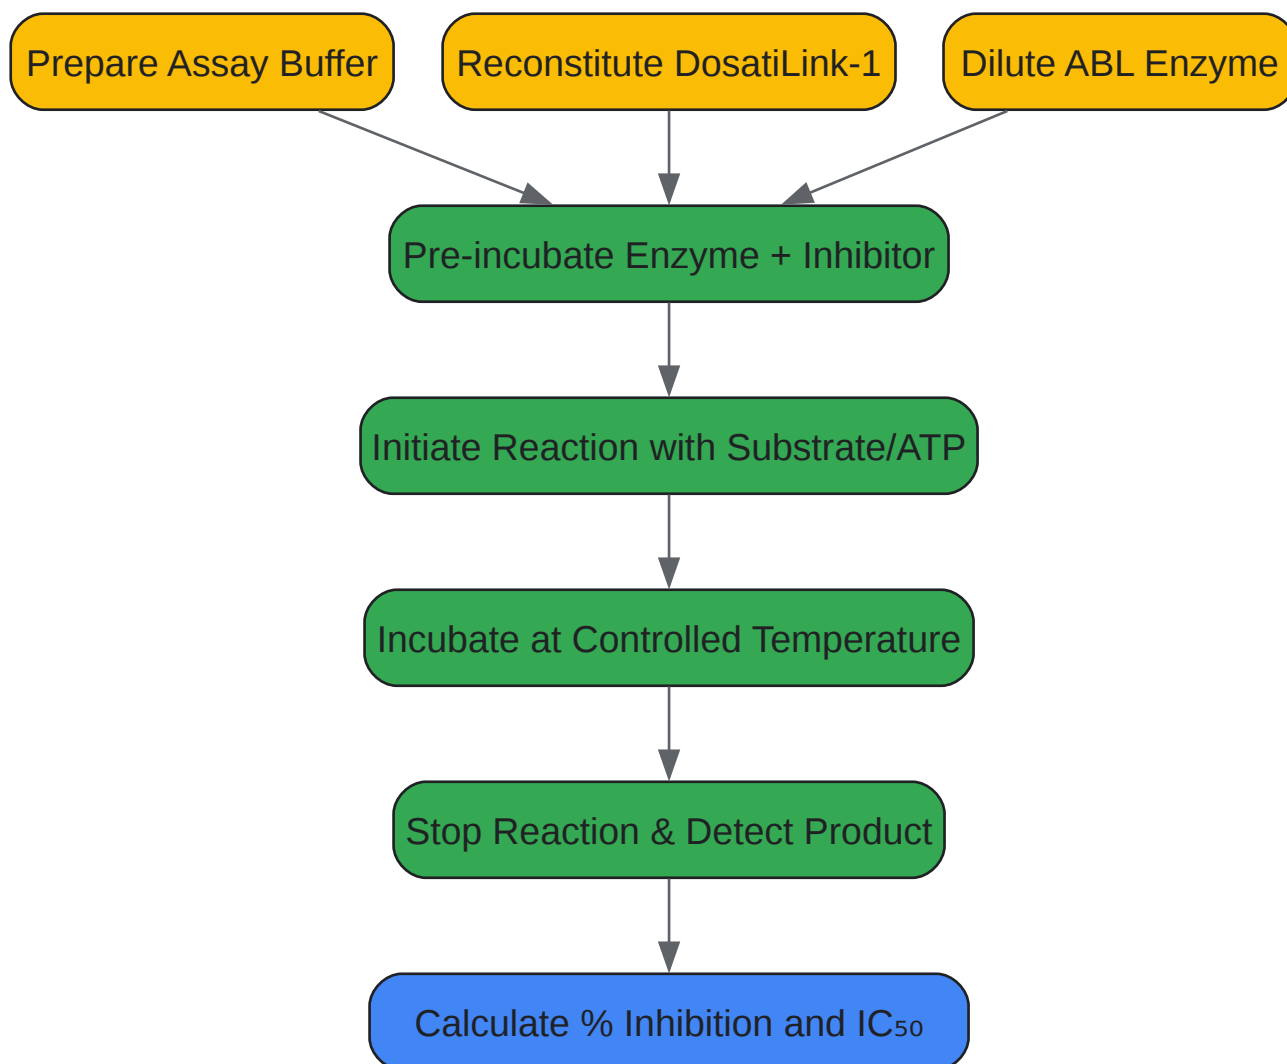 Prepare Assay Buffer
Reconstitute DosatiLink-1
Dilute ABL Enzyme
Pre-incubate Enzyme + Inhibitor
Initiate Reaction with Substrate/ATP
Incubate at Controlled Temperature
Stop Reaction & Detect Product
Calculate % Inhibition and IC₅₀